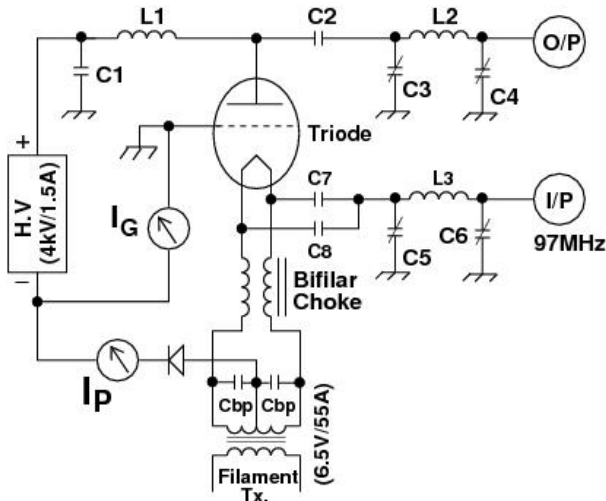 L1
C2
L2
O/P
C1
C3
C4
Triode
+
H.V
(4kV/1.5A)
−
IG
C7
C8
L3
I/P
97MHz
C5
C6
Bifilar
Choke
IP
Cbp
Cbp
(6.5V/55A)
Filament
Tx.